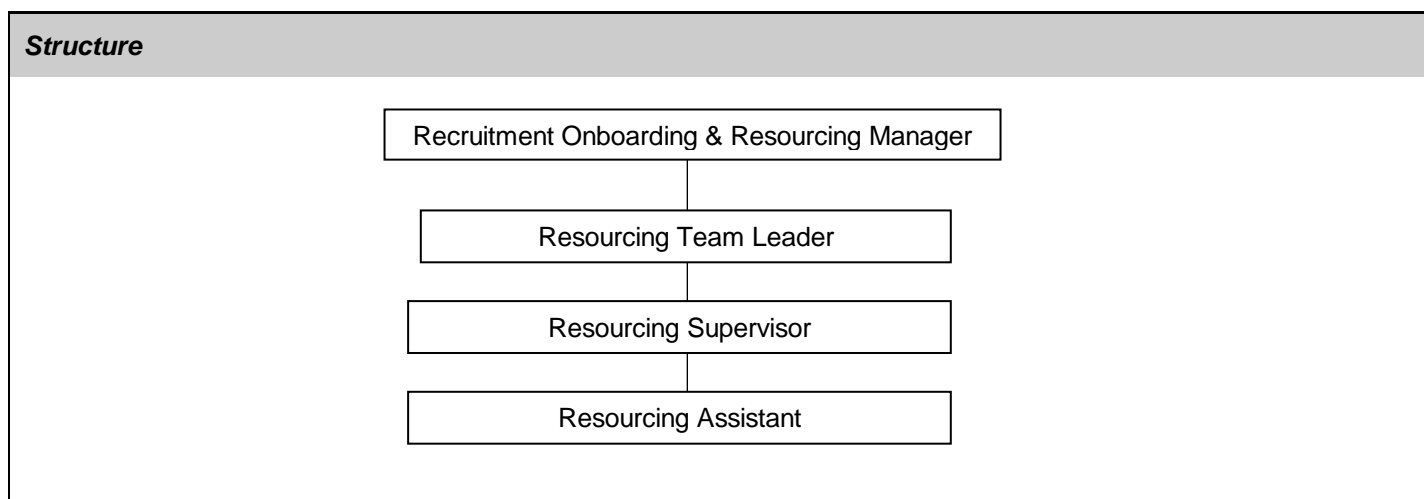 Structure
Recruitment Onboarding & Resourcing Manager
Resourcing Team Leader
Resourcing Supervisor
Resourcing Assistant